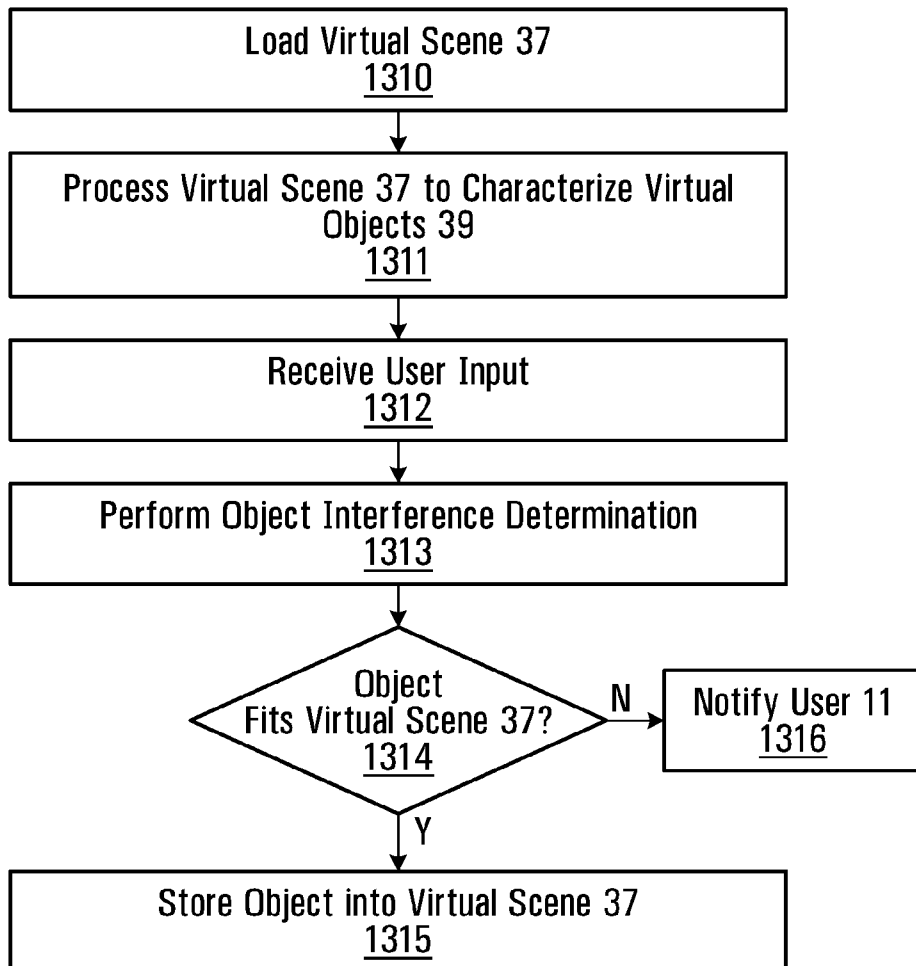 Load Virtual Scene 37
1310
Process Virtual Scene 37 to Characterize Virtual
Objects 39
1311
Receive User Input
1312
Perform Object Interference Determination
1313
Object
Fits Virtual Scene 37?
1314
N
Notify User 11
1316
Y
Store Object into Virtual Scene 37
1315